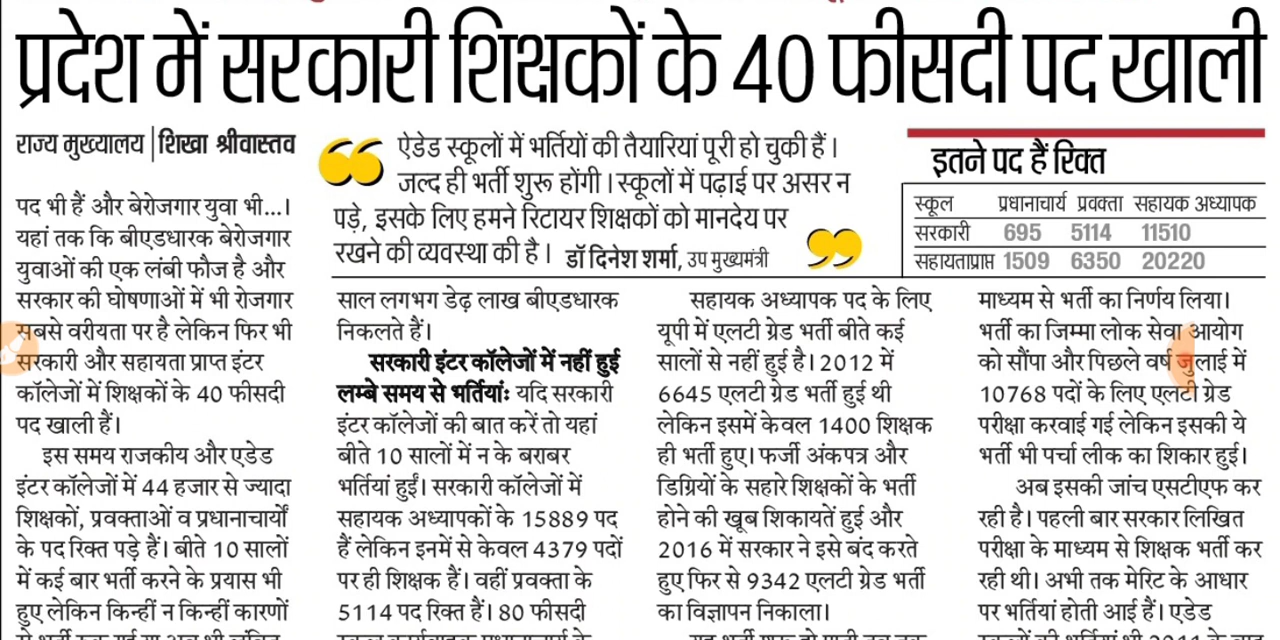 प्रदेश में सरकारी शिक्षकों के 40 फीसदी पद खाली
राज्य मुख्यालय | शिखा श्रीवास्तव
पद भी हैं और बेरोजगार युवा भी...।
यहां तक कि बीएडधारक बेरोजगार
युवाओं की एक लंबी फौज है और
सरकार की घोषणाओं में भी रोजगार
सबसे वरीयता पर है लेकिन फिर भी
सरकारी और सहायता प्राप्त इंटर
कॉलेजों में शिक्षकों के 40 फीसदी
पद खाली हैं।
इस समय राजकीय और एडेड
इंटर कॉलेजों में 44 हजार से ज्यादा
शिक्षकों, प्रवक्ताओं व प्रधानाचार्यों
के पद रिक्त पड़े हैं। बीते 10 सालों
में कई बार भर्ती करने के प्रयास भी
हुए लेकिन किन्हीं न किन्हीं कारणों
ऐडेड स्कूलों में भर्तियों की तैयारियां पूरी हो चुकी हैं।
जल्द ही भर्ती शुरू होंगी। स्कूलों में पढ़ाई पर असर न
पड़े, इसके लिए हमने रिटायर शिक्षकों को मानदेय पर
रखने की व्यवस्था की है। डॉ दिनेश शर्मा, उप मुख्यमंत्री
इतने पद हैं रिक्त
स्कूल प्रधानाचार्य प्रवक्ता सहायक अध्यापक
सरकारी 695 5114 11510
सहायताप्राप्त 1509 6350 20220
साल लगभग डेढ़ लाख बीएडधारक
निकलते हैं।
सरकारी इंटर कॉलेजों में नहीं हुई
लम्बे समय से भर्तियांः यदि सरकारी
इंटर कॉलेजों की बात करें तो यहां
बीते 10 सालों में न के बराबर
भर्तियां हुईं। सरकारी कॉलेजों में
सहायक अध्यापकों के 15889 पद
हैं लेकिन इनमें से केवल 4379 पदों
पर ही शिक्षक हैं। वहीं प्रवक्ता के
5114 पद रिक्त हैं। 80 फीसदी
सहायक अध्यापक पद के लिए
यूपी में एलटी ग्रेड भर्ती बीते कई
सालों से नहीं हुई है। 2012 में
6645 एलटी ग्रेड भर्ती हुई थी
लेकिन इसमें केवल 1400 शिक्षक
ही भर्ती हुए। फर्जी अंकपत्र और
डिग्रियों के सहारे शिक्षकों के भर्ती
होने की खूब शिकायतें हुई और
2016 में सरकार ने इसे बंद करते
हुए फिर से 9342 एलटी ग्रेड भर्ती
का विज्ञापन निकाला।
माध्यम से भर्ती का निर्णय लिया।
भर्ती का जिम्मा लोक सेवा आयोग
को सौंपा और पिछले वर्ष जुलाई में
10768 पदों के लिए एलटी ग्रेड
परीक्षा करवाई गई लेकिन इसकी ये
भर्ती भी पर्चा लीक का शिकार हुई।
अब इसकी जांच एसटीएफ कर
रही है। पहली बार सरकार लिखित
परीक्षा के माध्यम से शिक्षक भर्ती कर
रही थी। अभी तक मेरिट के आधार
पर भर्तियां होती आई हैं। एडेड